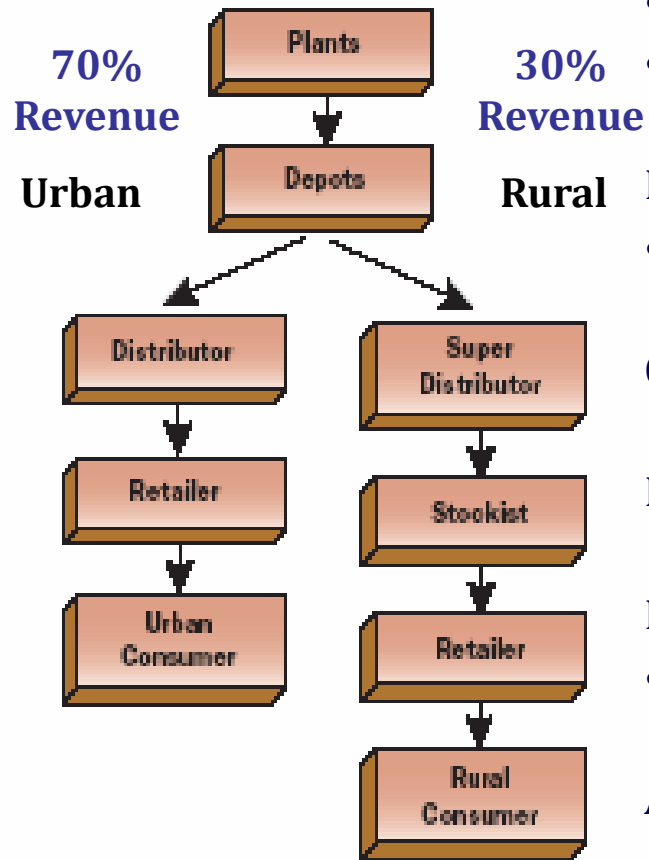 70%
Revenue
Urban
Plants
30%
Revenue
Rural
Depots
Distributor
Retailer
Urban
Consumer
Super
Distributor
Stockist
Retailer
Rural
Consumer